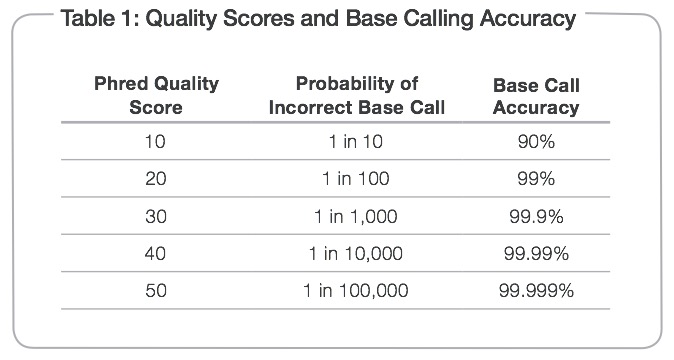 Table 1: Quality Scores and Base Calling Accuracy
Phred Quality Score Probability of Incorrect Base Call Base Call Accuracy
10 1 in 10 90%
20 1 in 100 99%
30 1 in 1,000 99.9%
40 1 in 10,000 99.99%
50 1 in 100,000 99.999%